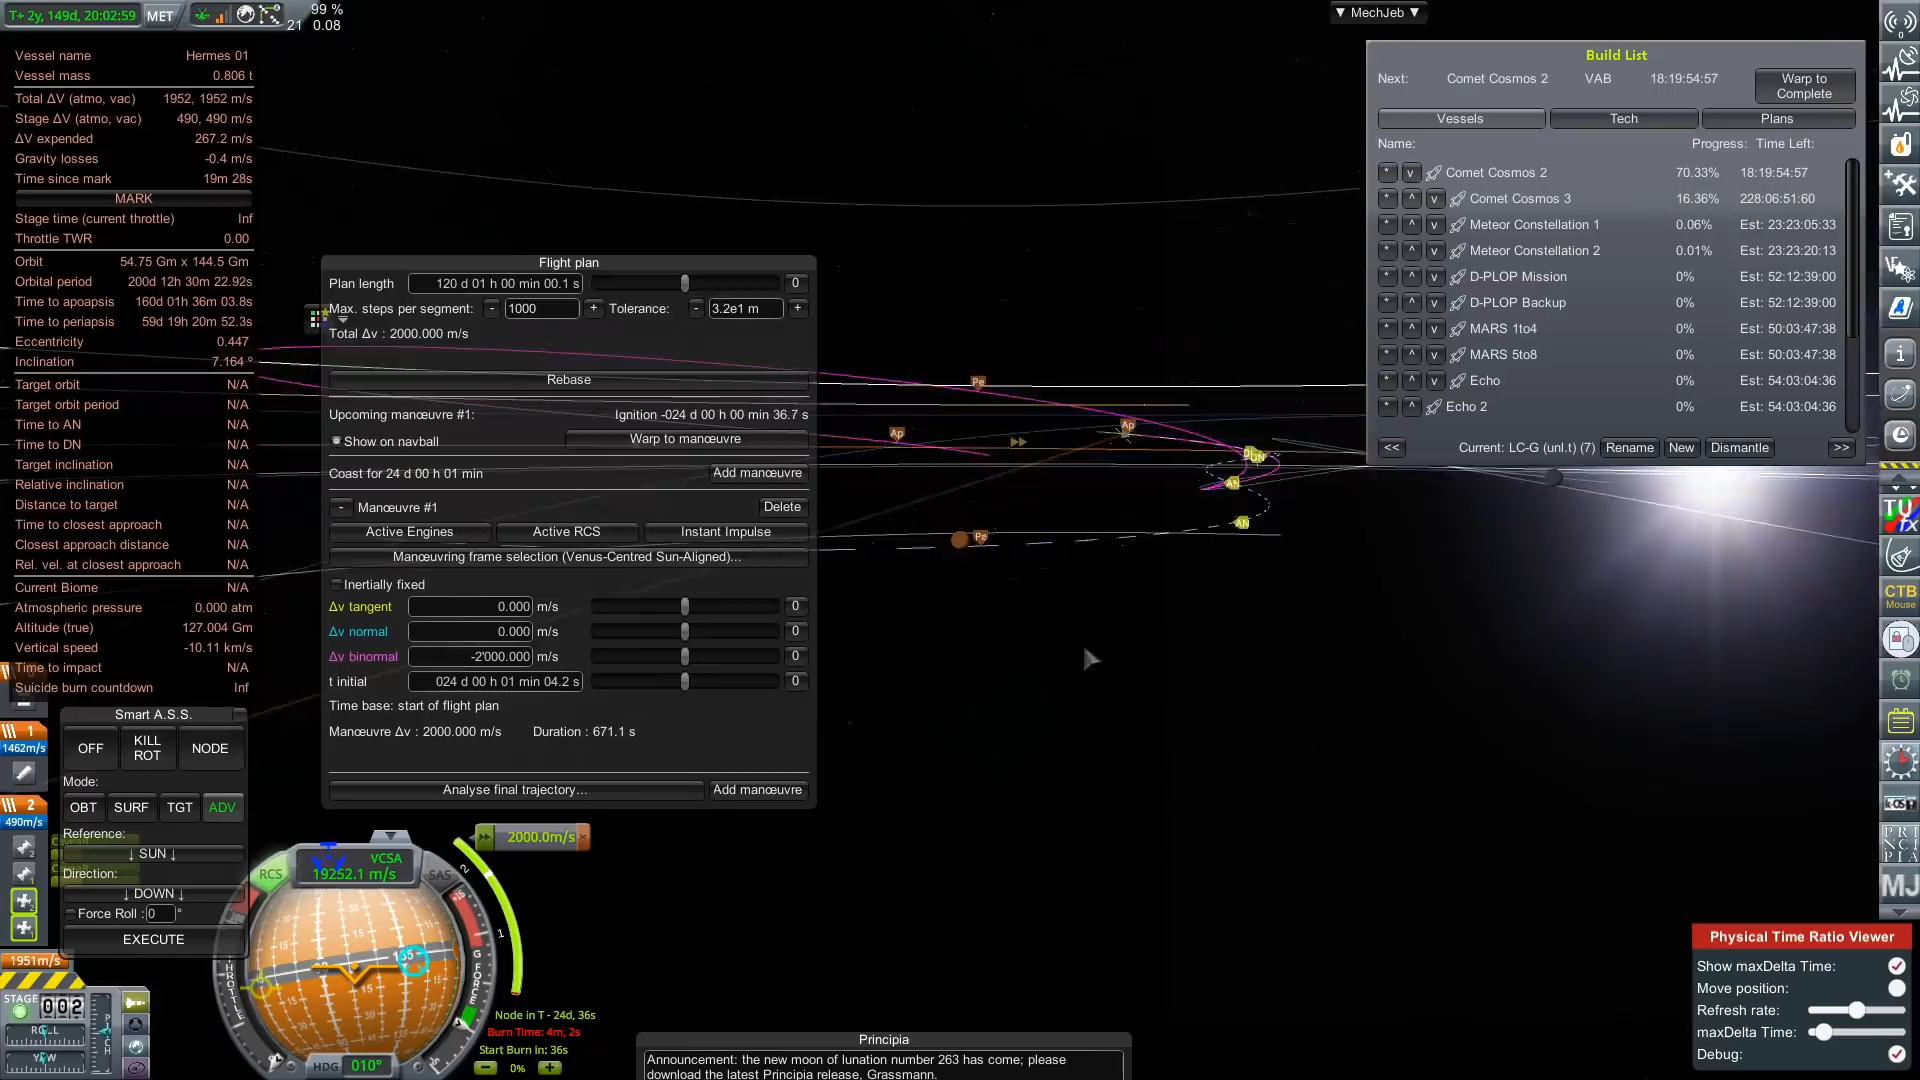 T+ 2y, 149d, 20:02:59 MET
21
99 %
0.08
▼ MechJeb ▼
Vessel name Hermes 01
Vessel mass 0.806 t
Total ΔV (atmo, vac) 1952, 1952 m/s
Stage ΔV (atmo, vac) 490, 490 m/s
ΔV expended 267.2 m/s
Gravity losses -0.4 m/s
Time since mark 19m 28s
MARK
Stage time (current throttle) Inf
Throttle TWR 0.00
Orbit 54.75 Gm x 144.5 Gm
Orbital period 200d 12h 30m 22.92s
Time to apoapsis 160d 01h 36m 03.8s
Time to periapsis 59d 19h 20m 52.3s
Eccentricity 0.447
Inclination 7.164 °
Target orbit N/A
Target orbit period N/A
Time to AN N/A
Time to DN N/A
Target inclination N/A
Relative inclination N/A
Distance to target N/A
Time to closest approach N/A
Closest approach distance N/A
Rel. vel. at closest approach N/A
Current Biome N/A
Atmospheric pressure 0.000 atm
Altitude (true) 127.004 Gm
Vertical speed -10.11 km/s
Time to impact N/A
Suicide burn countdown Inf
Flight plan
Plan length 120 d 01 h 00 min 00.1 s 0
Max. steps per segment: - 1000 + Tolerance: - 3.2e1 m +
Total Δv : 2000.000 m/s
Rebase
Upcoming manœuvre #1: Ignition -024 d 00 h 00 min 36.7 s
Show on navball Warp to manœuvre
Coast for 24 d 00 h 01 min Add manœuvre
- Manœuvre #1 Delete
Active Engines Active RCS Instant Impulse
Manœuvring frame selection (Venus-Centred Sun-Aligned)...
Inertially fixed
Δv tangent 0.000 m/s 0
Δv normal 0.000 m/s 0
Δv binormal -2'000.000 m/s 0
t initial 024 d 00 h 01 min 04.2 s 0
Time base: start of flight plan
Manœuvre Δv : 2000.000 m/s Duration : 671.1 s
Analyse final trajectory... Add manœuvre
Pe
Ap
Ap
DN
AN
AN
Pe
Build List
Next: Comet Cosmos 2 VAB 18:19:54:57 Warp to Complete
Vessels Tech Plans
Name: Progress: Time Left:
* v Comet Cosmos 2 70.33% 18:19:54:57
* ^ v Comet Cosmos 3 16.36% 228:06:51:60
* ^ v Meteor Constellation 1 0.06% Est: 23:23:05:33
* ^ v Meteor Constellation 2 0.01% Est: 23:23:20:13
* ^ v D-PLOP Mission 0% Est: 52:12:39:00
* ^ v D-PLOP Backup 0% Est: 52:12:39:00
* ^ v MARS 1to4 0% Est: 50:03:47:38
* ^ v MARS 5to8 0% Est: 50:03:47:38
* ^ v Echo 0% Est: 54:03:04:36
* ^ Echo 2 0% Est: 54:03:04:36
<< Current: LC-G (unl.t) (7) Rename New Dismantle >>
CTB
Mouse
k-OS
PRI
NCI
PIA
MJ
1
1462m/s
2
490m/s
1951m/s
Smart A.S.S.
OFF KILL ROT NODE
Mode:
OBT SURF TGT ADV
Reference:
↓ SUN ↓
Direction:
↓ DOWN ↓
Force Roll : 0 °
EXECUTE
STAGE 002
ROLL
YAW
PITCH
RCS
VCSA
19252.1 m/s
SAS
THROTTLE
G FORCE
HDG 010°
2000.0m/s
Node in T - 24d, 36s
Burn Time: 4m, 2s
Start Burn in: 36s
0%
Principia
Announcement: the new moon of lunation number 263 has come; please
download the latest Principia release, Grassmann.
Physical Time Ratio Viewer
Show maxDelta Time:
Move position:
Refresh rate:
maxDelta Time:
Debug: